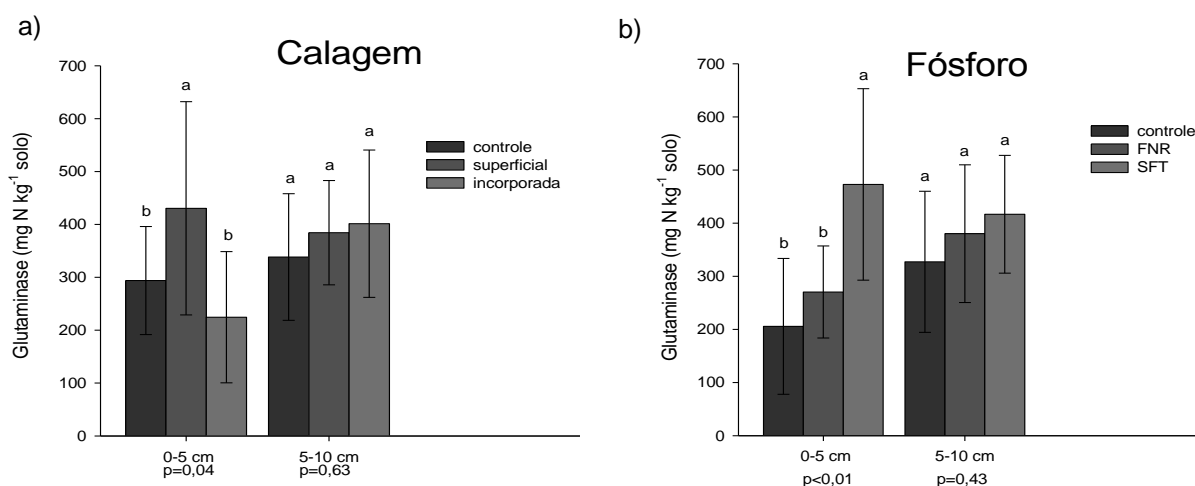 a)
Calagem
Glutaminase (mg N kg⁻¹ solo)
700
600
500
400
300
200
100
0
b
a
b
a
a
a
controle
superficial
incorporada
0-5 cm
p=0,04
5-10 cm
p=0,63
b)
Fósforo
Glutaminase (mg N kg⁻¹ solo)
700
600
500
400
300
200
100
0
b
b
a
a
a
a
controle
FNR
SFT
0-5 cm
p<0,01
5-10 cm
p=0,43